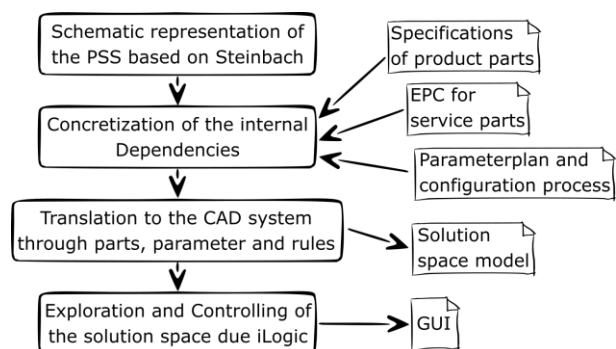 Schematic representation of
the PSS based on Steinbach
Specifications
of product parts
EPC for
service parts
Concretization of the internal
Dependencies
Parameterplan and
configuration process
Translation to the CAD system
through parts, parameter and rules
Solution
space model
Exploration and Controlling of
the solution space due iLogic
GUI